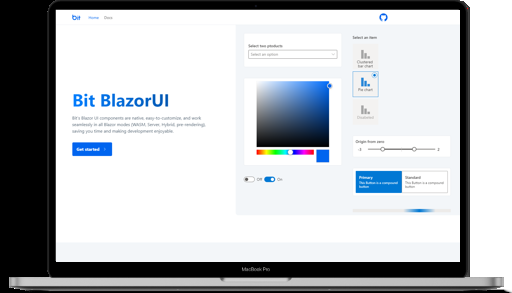 bit Home Docs
Bit BlazorUI
Bit's Blazor UI components are native, easy-to-customize, and work
seamlessly in all Blazor modes (WASM, Server, Hybrid, pre-rendering),
saving you time and making development enjoyable.
Get started
Select two products
Select an option
Off
On
Select an item
Clustered
bar chart
Pie chart
Origin from zero
-5
2
Primary
This Button is a compound
button
Standard
This Button is a compound
button
MacBook Pro